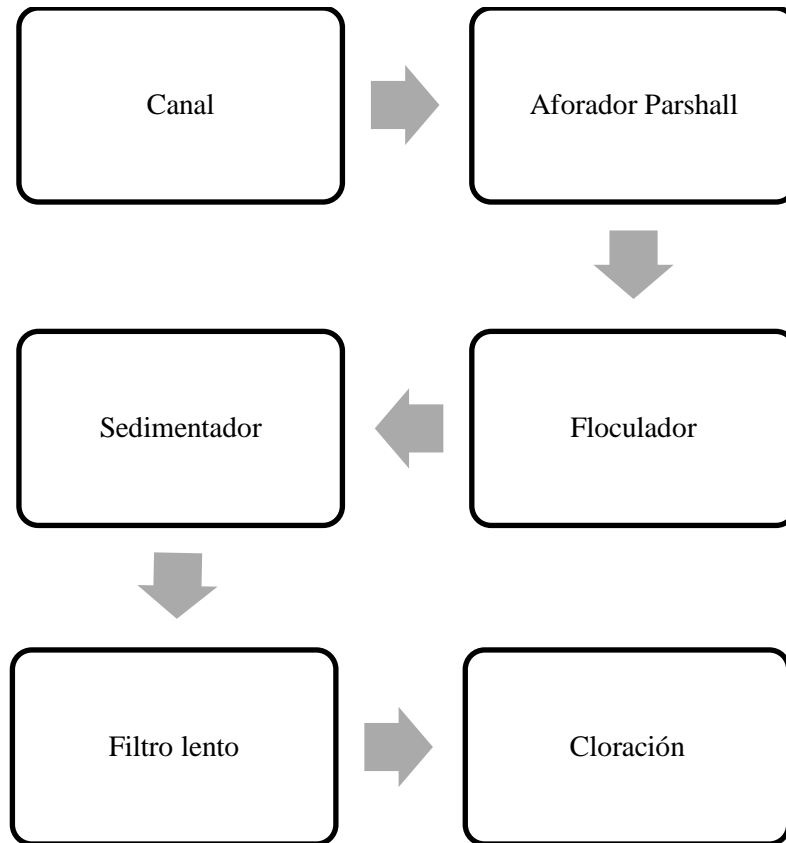 Canal
Aforador Parshall
Floculador
Sedimentador
Filtro lento
Cloración